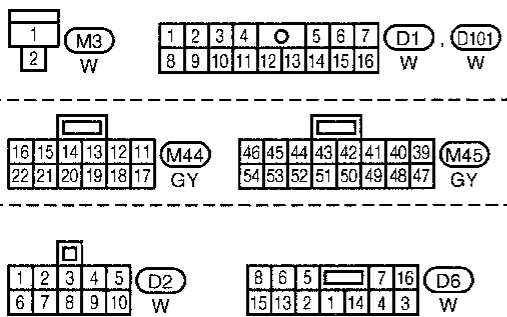 1
2
M3
W
1 2 3 4 5 6 7
8 9 10 11 12 13 14 15 16
D1 , D101
W W
16 15 14 13 12 11
22 21 20 19 18 17
M44
GY
46 45 44 43 42 41 40 39
54 53 52 51 50 49 48 47
M45
GY
1 2 3 4 5
6 7 8 9 10
D2
W
8 6 5 7 16
15 13 2 1 14 4 3
D6
W